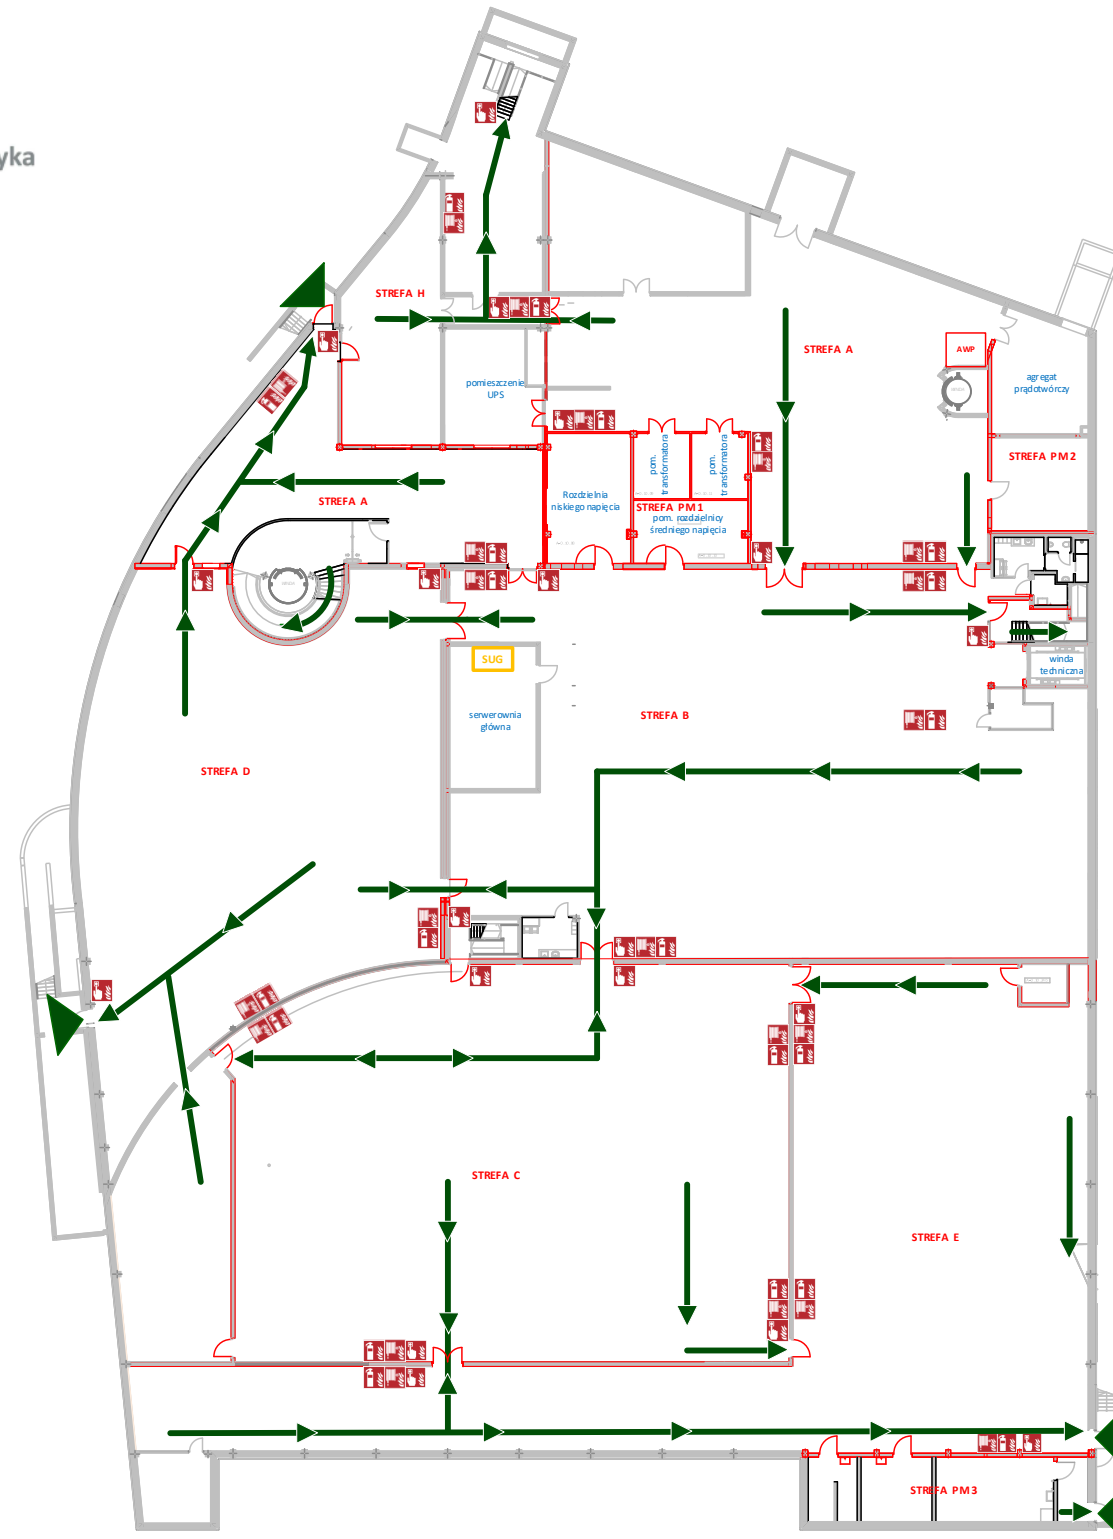 yka
STREFA H
STREFA A
AWP
pomieszczenie
UPS
agregat
prądotwórczy
pom.
transformatora
pom.
transformatora
STREFA PM2
STREFA A
Rozdzielnia
niskiego napięcia
STREFA PM1
pom. rozdzielnicy
średniego napięcia
SUG
winda
techniczna
serwerownia
główna
STREFA B
STREFA D
STREFA C
STREFA E
STREFA PM3